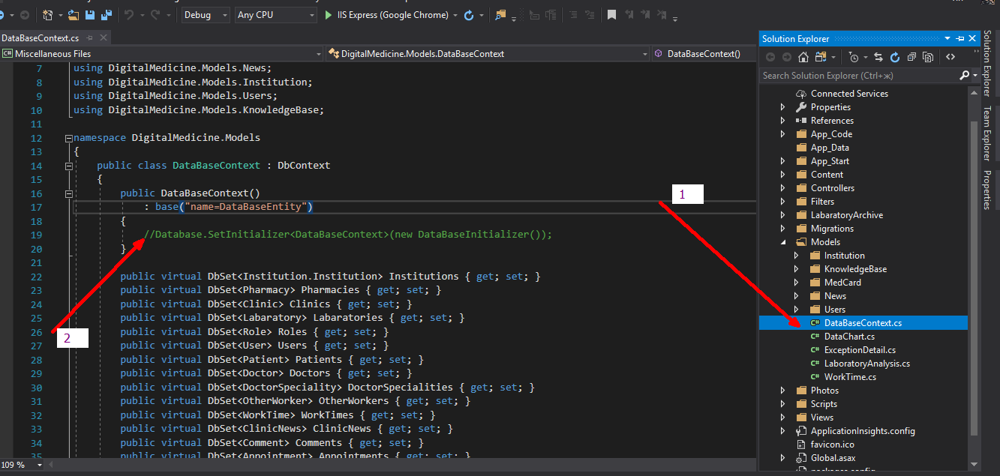 Debug
Any CPU
IIS Express (Google Chrome)
DataBaseContext.cs
C# Miscellaneous Files
DigitalMedicine.Models.DataBaseContext
DataBaseContext()
7 using DigitalMedicine.Models.News;
8 using DigitalMedicine.Models.Institution;
9 using DigitalMedicine.Models.Users;
10 using DigitalMedicine.Models.KnowledgeBase;
11
12 namespace DigitalMedicine.Models
13 {
14 public class DataBaseContext : DbContext
15 {
16 public DataBaseContext()
17 : base("name=DataBaseEntity")
18 {
19 //Database.SetInitializer<DataBaseContext>(new DataBaseInitializer());
20 }
21
22 public virtual DbSet<Institution.Institution> Institutions { get; set; }
23 public virtual DbSet<Pharmacy> Pharmacies { get; set; }
24 public virtual DbSet<Clinic> Clinics { get; set; }
25 public virtual DbSet<Labaratory> Labaratories { get; set; }
26 public virtual DbSet<Role> Roles { get; set; }
27 public virtual DbSet<User> Users { get; set; }
28 public virtual DbSet<Patient> Patients { get; set; }
29 public virtual DbSet<Doctor> Doctors { get; set; }
30 public virtual DbSet<DoctorSpeciality> DoctorSpecialities { get; set; }
31 public virtual DbSet<OtherWorker> OtherWorkers { get; set; }
32 public virtual DbSet<WorkTime> WorkTimes { get; set; }
33 public virtual DbSet<ClinicNews> ClinicNews { get; set; }
34 public virtual DbSet<Comment> Comments { get; set; }
35 public virtual DbSet<Appointment> Appointments { get; set; }
109 %
1
2
Solution Explorer
Search Solution Explorer (Ctrl+ж)
Connected Services
Properties
References
App_Code
App_Data
App_Start
Content
Controllers
Filters
LabaratoryArchive
Migrations
Models
Institution
KnowledgeBase
MedCard
News
Users
C# DataBaseContext.cs
C# DataChart.cs
C# ExceptionDetail.cs
C# LaboratoryAnalysis.cs
C# WorkTime.cs
Photos
Scripts
Views
ApplicationInsights.config
favicon.ico
Global.asax
packages.config
Solution Explorer
Team Explorer
Properties